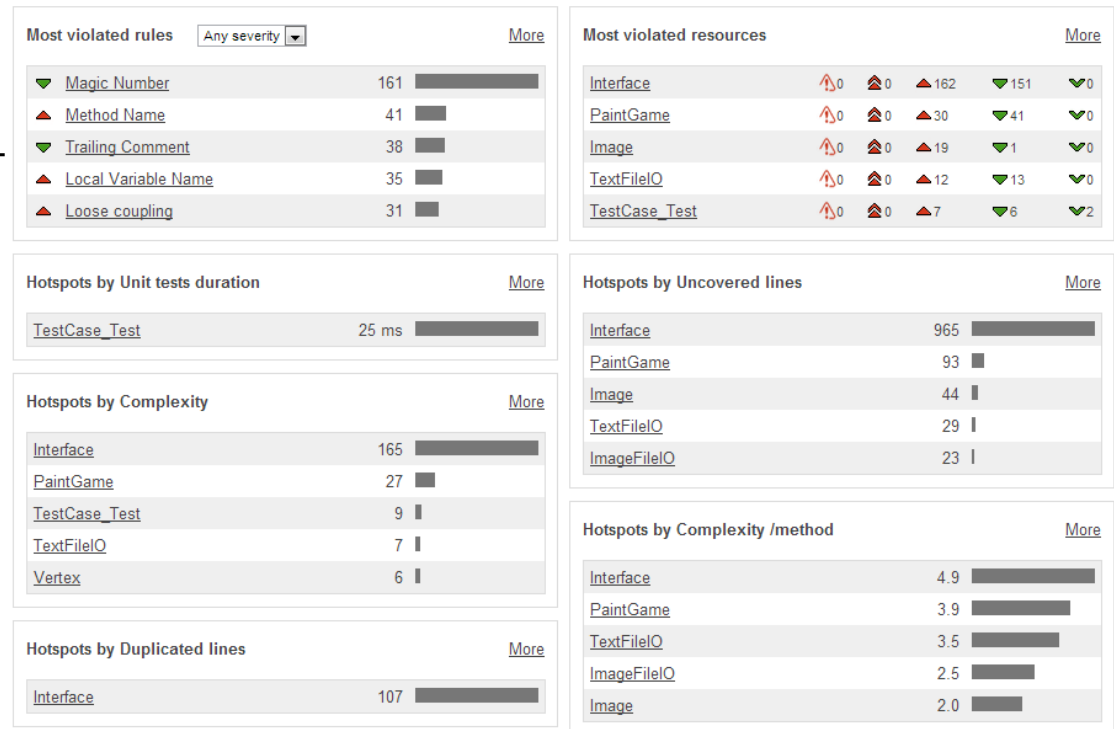 Most violated rules Any severity More
Magic Number 161
Method Name 41
Trailing Comment 38
Local Variable Name 35
Loose coupling 31
Hotspots by Unit tests duration More
TestCase_Test 25 ms
Hotspots by Complexity More
Interface 165
PaintGame 27
TestCase_Test 9
TextFileIO 7
Vertex 6
Hotspots by Duplicated lines More
Interface 107
Most violated resources More
Interface 0 0 162 151 0
PaintGame 0 0 30 41 0
Image 0 0 19 1 0
TextFileIO 0 0 12 13 0
TestCase_Test 0 0 7 6 2
Hotspots by Uncovered lines More
Interface 965
PaintGame 93
Image 44
TextFileIO 29
ImageFileIO 23
Hotspots by Complexity /method More
Interface 4.9
PaintGame 3.9
TextFileIO 3.5
ImageFileIO 2.5
Image 2.0